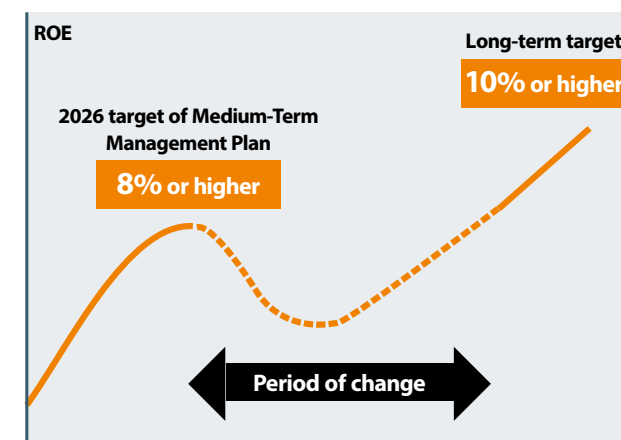 ROE
Long-term target
10% or higher
2026 target of Medium-Term
Management Plan
8% or higher
Period of change